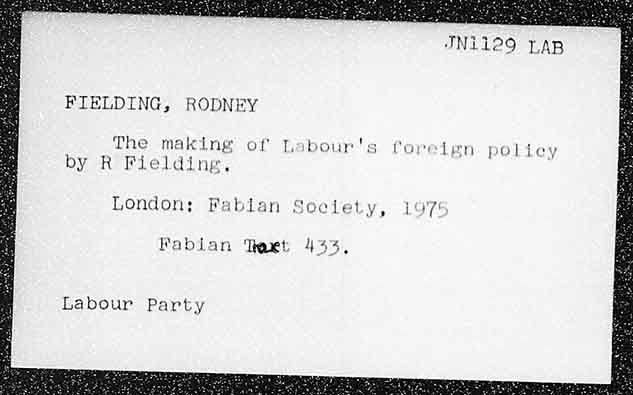 JN1129 LAB
FIELDING, RODNEY
The making of Labour's foreign policy
by R Fielding.
London: Fabian Society, 1975
Fabian Tract 433.
Labour Party